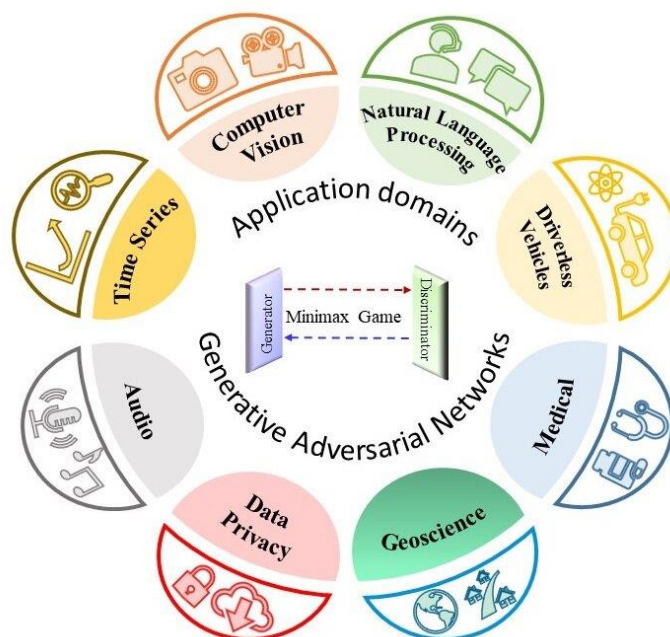 Computer
Vision
Natural Language
Processing
Driverless
Vehicles
Medical
Geoscience
Data
Privacy
Audio
Time Series
Application domains
Generator
Minimax Game
Discriminator
Generative Adversarial Networks